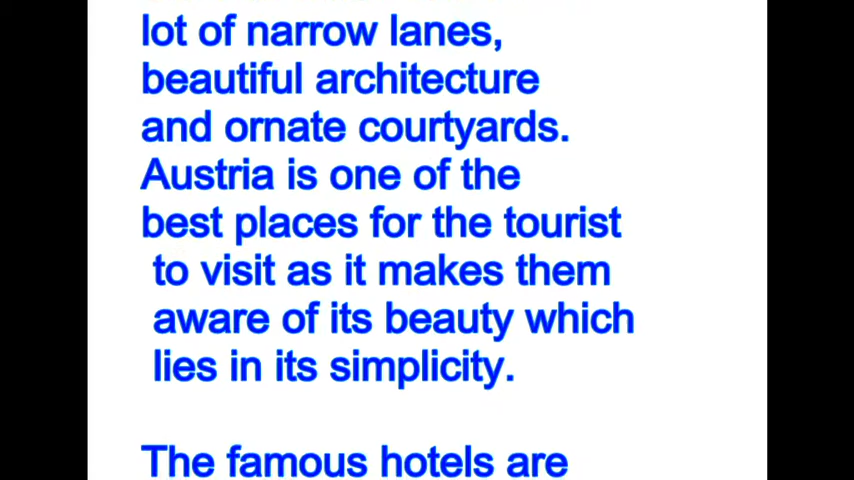 lot of narrow lanes,
beautiful architecture
and ornate courtyards.
Austria is one of the
best places for the tourist
to visit as it makes them
aware of its beauty which
lies in its simplicity.
The famous hotels are